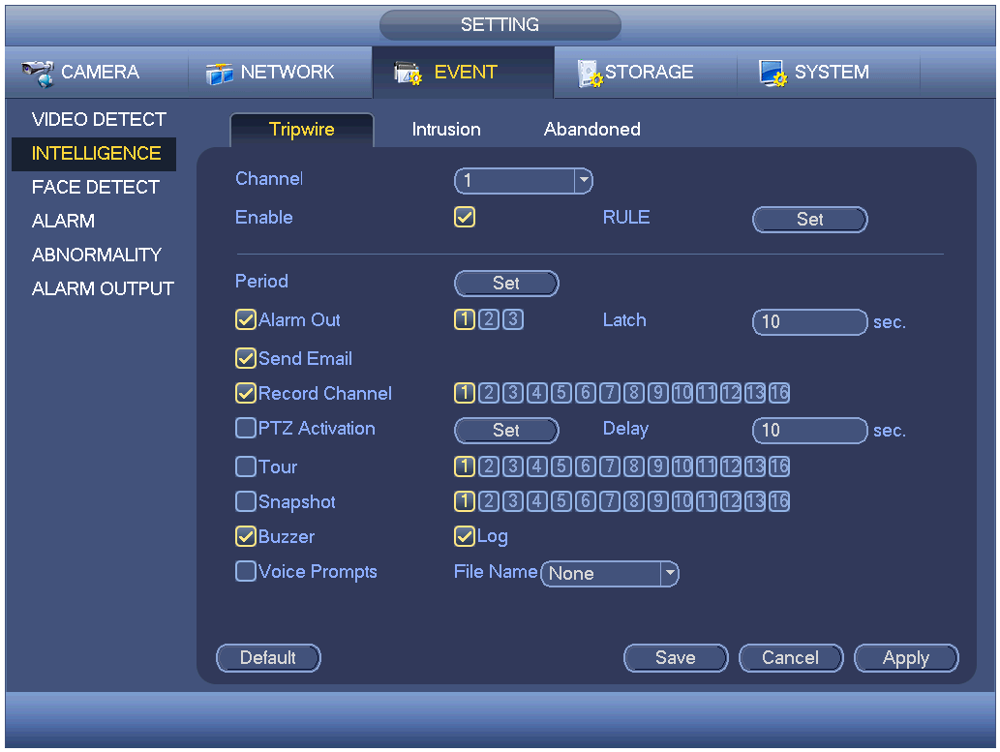 SETTING
CAMERA NETWORK EVENT STORAGE SYSTEM
VIDEO DETECT
INTELLIGENCE
FACE DETECT
ALARM
ABNORMALITY
ALARM OUTPUT
Tripwire Intrusion Abandoned
Channel 1
Enable RULE Set
Period Set
Alarm Out 1 2 3 Latch 10 sec.
Send Email
Record Channel 1 2 3 4 5 6 7 8 9 10 11 12 13 16
PTZ Activation Set Delay 10 sec.
Tour 1 2 3 4 5 6 7 8 9 10 11 12 13 16
Snapshot 1 2 3 4 5 6 7 8 9 10 11 12 13 16
Buzzer Log
Voice Prompts File Name None
Default Save Cancel Apply